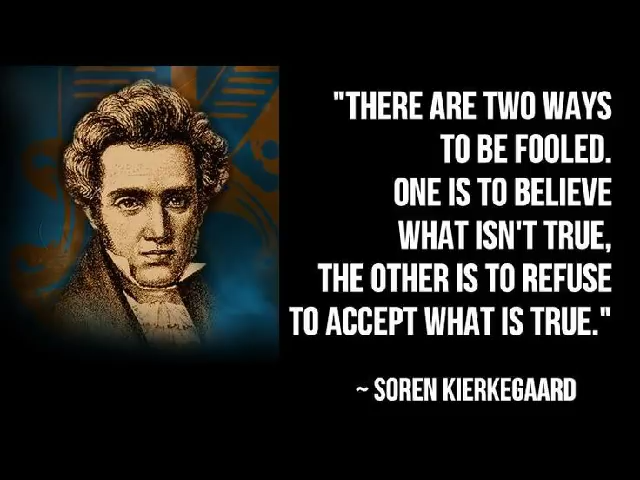 "THERE ARE TWO WAYS
TO BE FOOLED.
ONE IS TO BELIEVE
WHAT ISN'T TRUE,
THE OTHER IS TO REFUSE
TO ACCEPT WHAT IS TRUE."
~ SOREN KIERKEGAARD